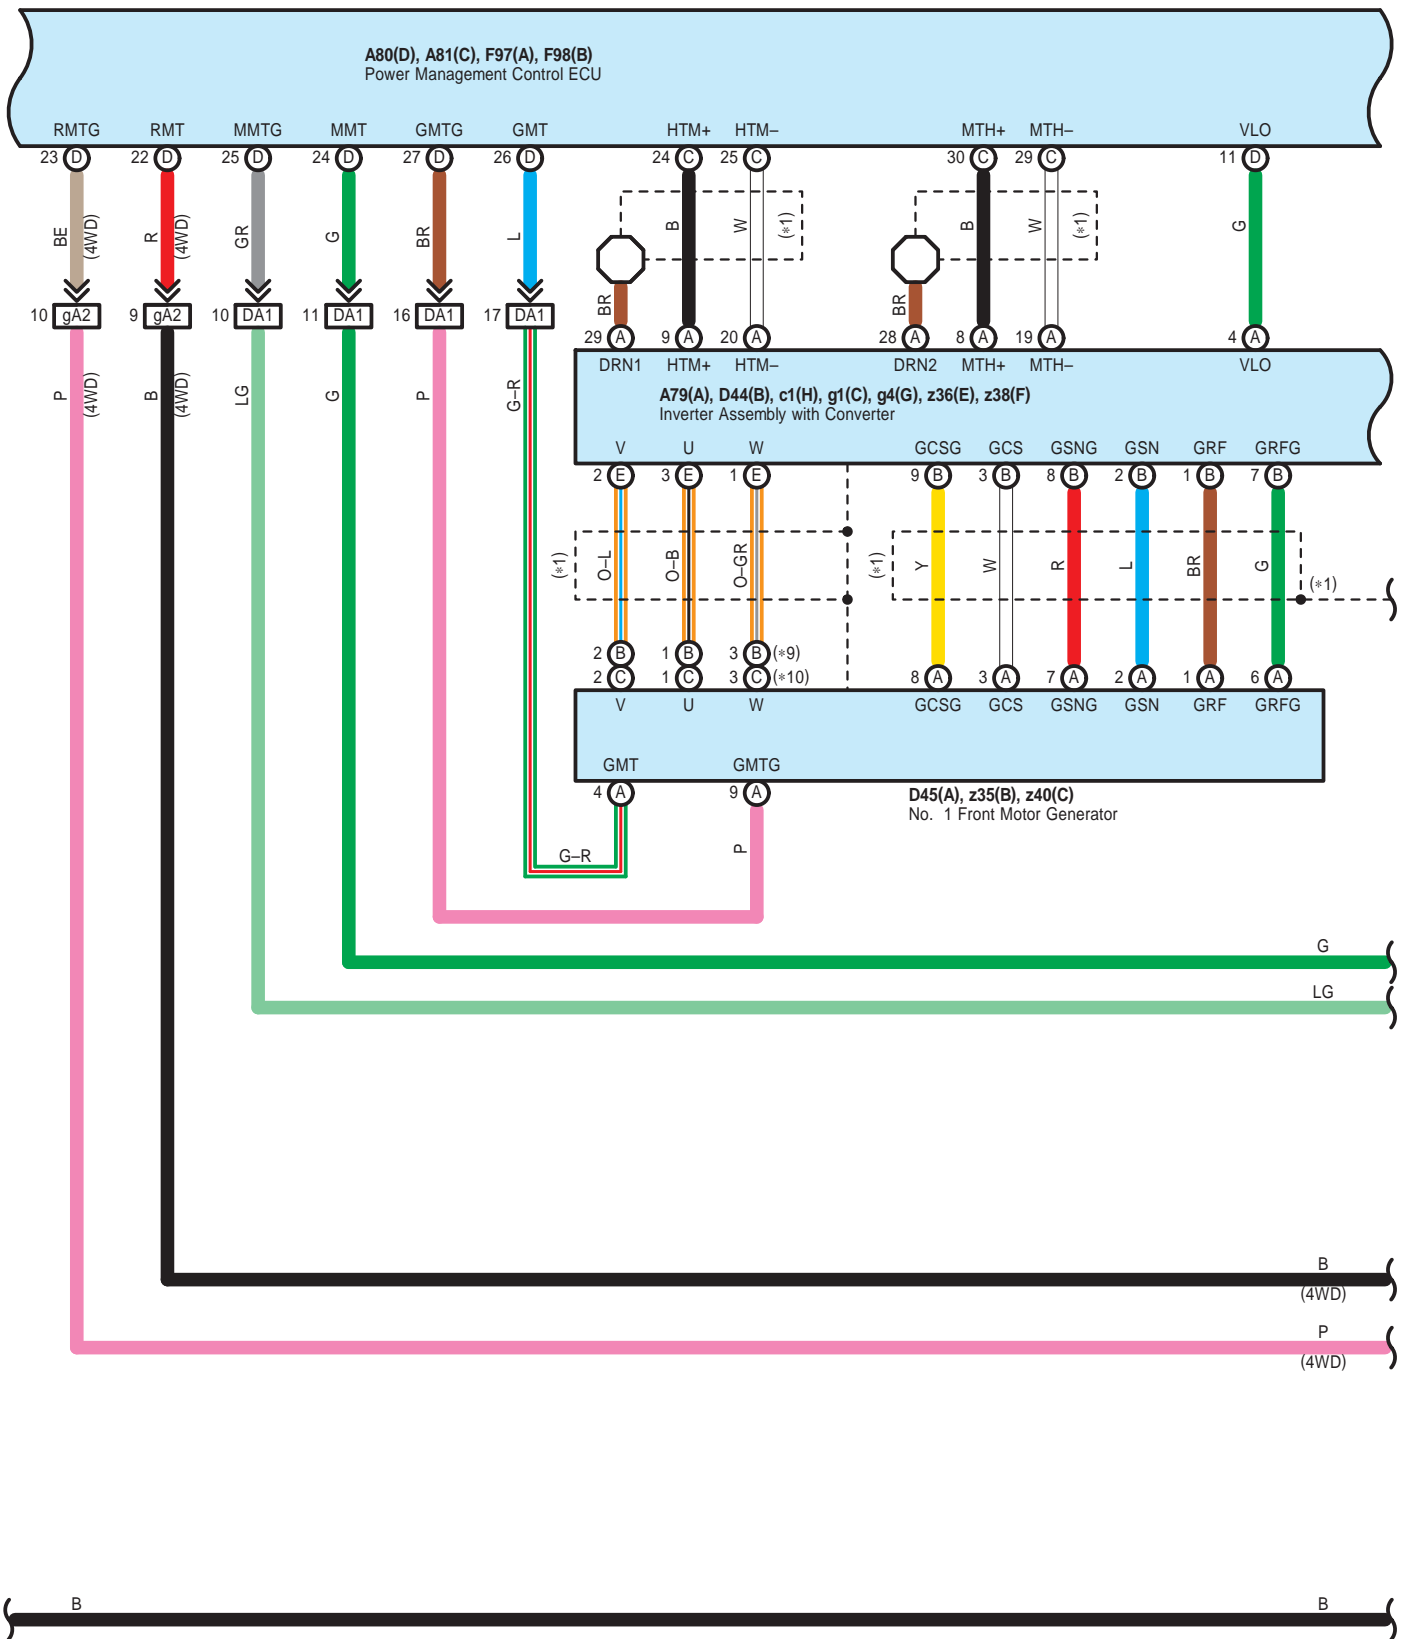 A80(D), A81(C), F97(A), F98(B)
Power Management Control ECU
RMTG RMT MMTG MMT GMTG GMT HTM+ HTM– MTH+ MTH– VLO
23 D 22 D 25 D 24 D 27 D 26 D 24 C 25 C 30 C 29 C 11 D
BE (4WD) R (4WD) GR G BR L B W (*1) B W (*1) G
BR BR
10 gA2 9 gA2 10 DA1 11 DA1 16 DA1 17 DA1
29 A 9 A 20 A 28 A 8 A 19 A 4 A
DRN1 HTM+ HTM– DRN2 MTH+ MTH– VLO
P (4WD) B (4WD) LG G P G–R
A79(A), D44(B), c1(H), g1(C), g4(G), z36(E), z38(F)
Inverter Assembly with Converter
V U W GCSG GCS GSNG GSN GRF GRFG
2 E 3 E 1 E 9 B 3 B 8 B 2 B 1 B 7 B
(*1) O–L O–B O–GR (*1) Y W R L BR G (*1)
2 B 1 B 3 B (*9)
2 C 1 C 3 C (*10) 8 A 3 A 7 A 2 A 1 A 6 A
V U W GCSG GCS GSNG GSN GRF GRFG
GMT GMTG
4 A 9 A
D45(A), z35(B), z40(C)
No. 1 Front Motor Generator
G–R P
G
LG
B
(4WD)
P
(4WD)
B B